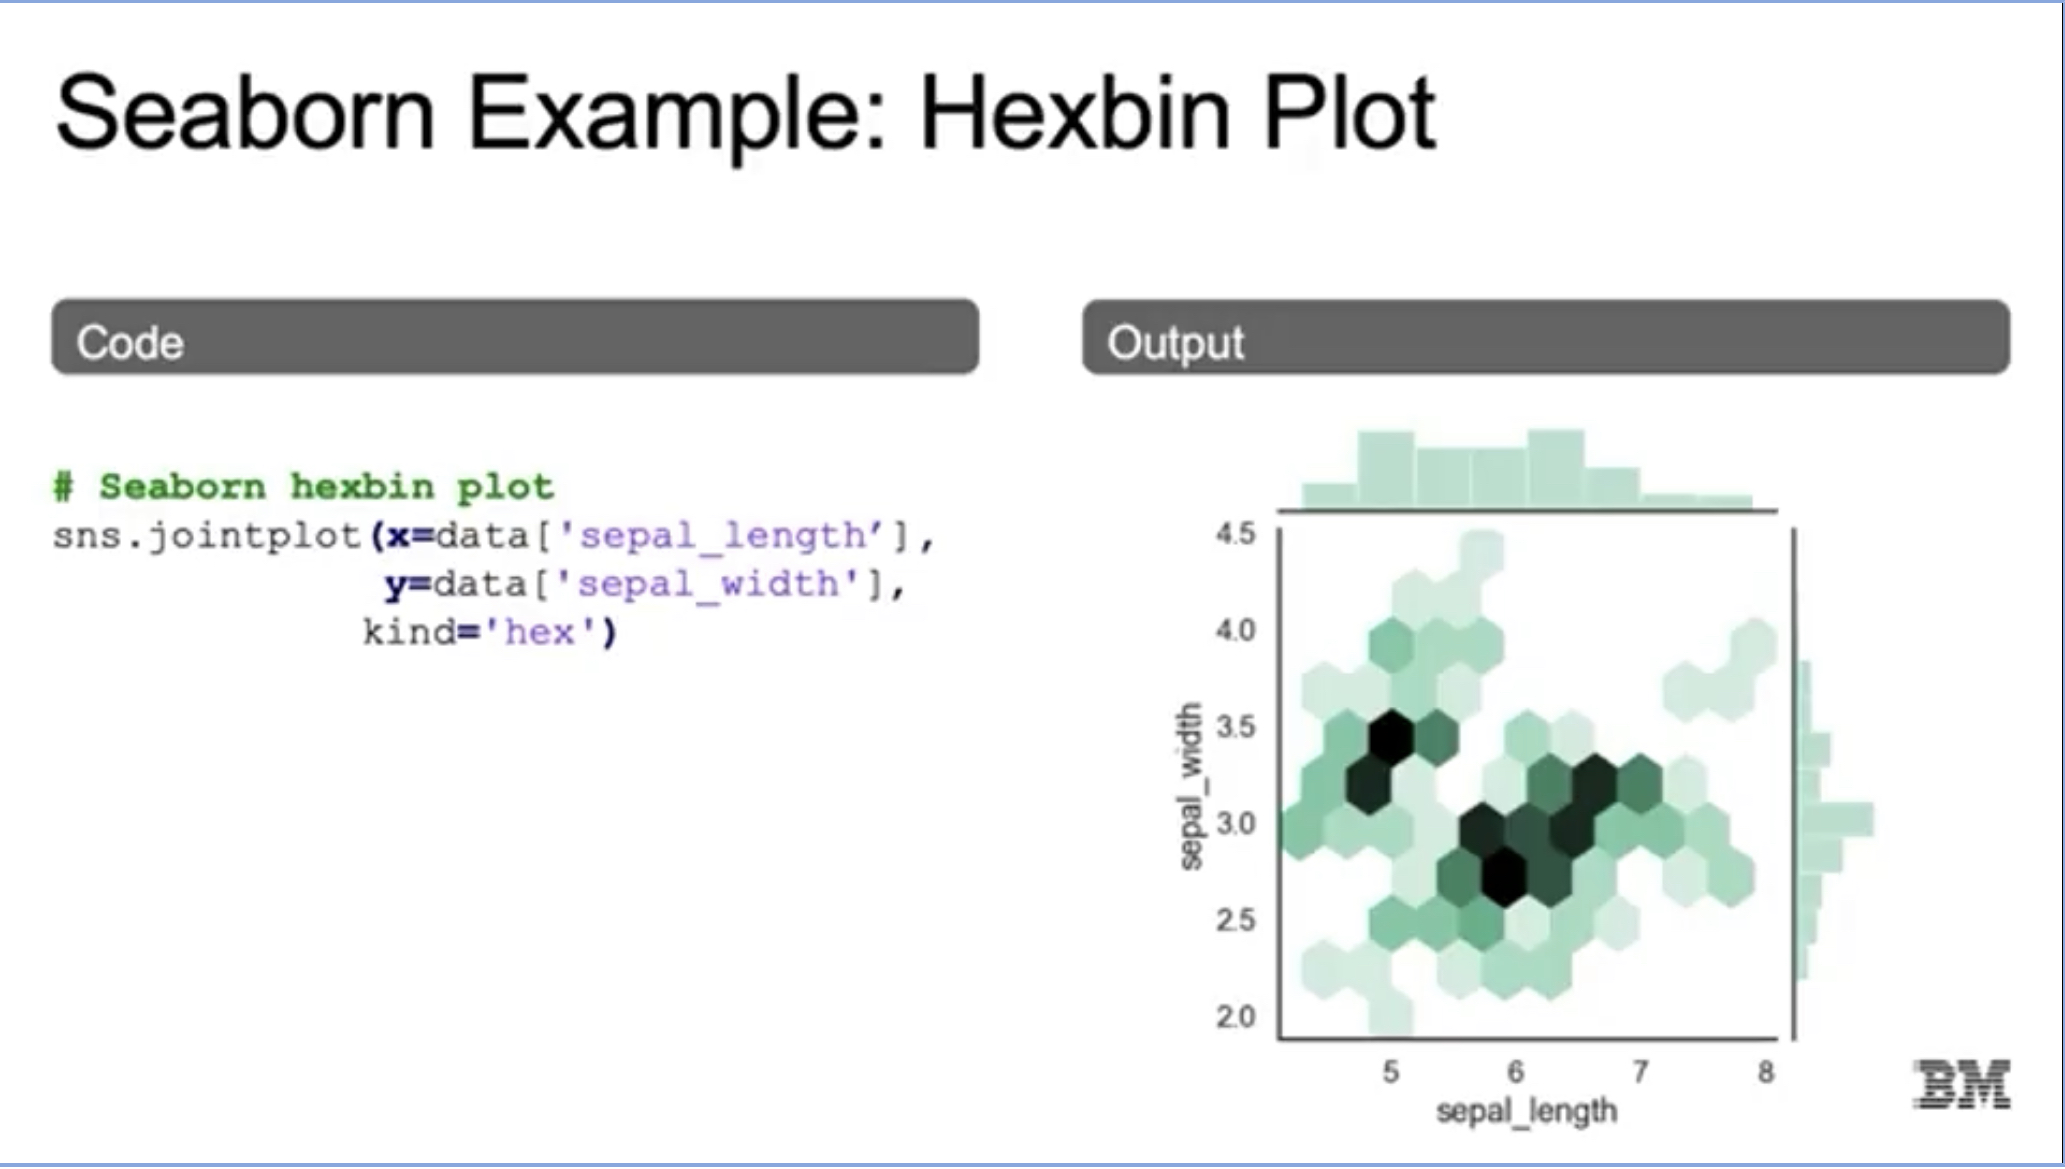 Seaborn Example: Hexbin Plot
Code
# Seaborn hexbin plot
sns.jointplot(x=data['sepal_length’],
y=data['sepal_width'],
kind='hex')
Output
4.5
4.0
3.5
3.0
2.5
2.0
sepal_width
5 6 7 8
sepal_length
IBM